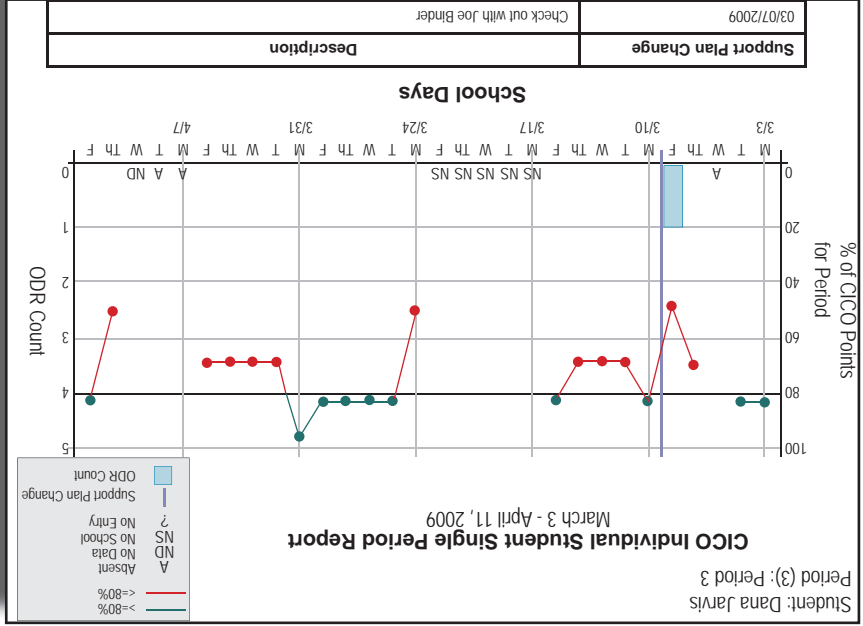 Student: Dana Jarvis
Period (3): Period 3
CICO Individual Student Single Period Report
March 3 - April 11, 2009
>=80%
<=80%
A Absent
ND No Data
NS No School
? No Entry
Support Plan Change
ODR Count
% of CICO Points
for Period
100
80
60
40
20
0
ODR Count
5
4
3
2
1
0
A NS NS NS NS NS A A ND
M T W Th F M T W Th F M T W Th F M T W Th F M T W Th F M T W Th F
3/3 3/10 3/17 3/24 3/31 4/7
School Days
Support Plan Change Description
03/07/2009 Check out with Joe Binder